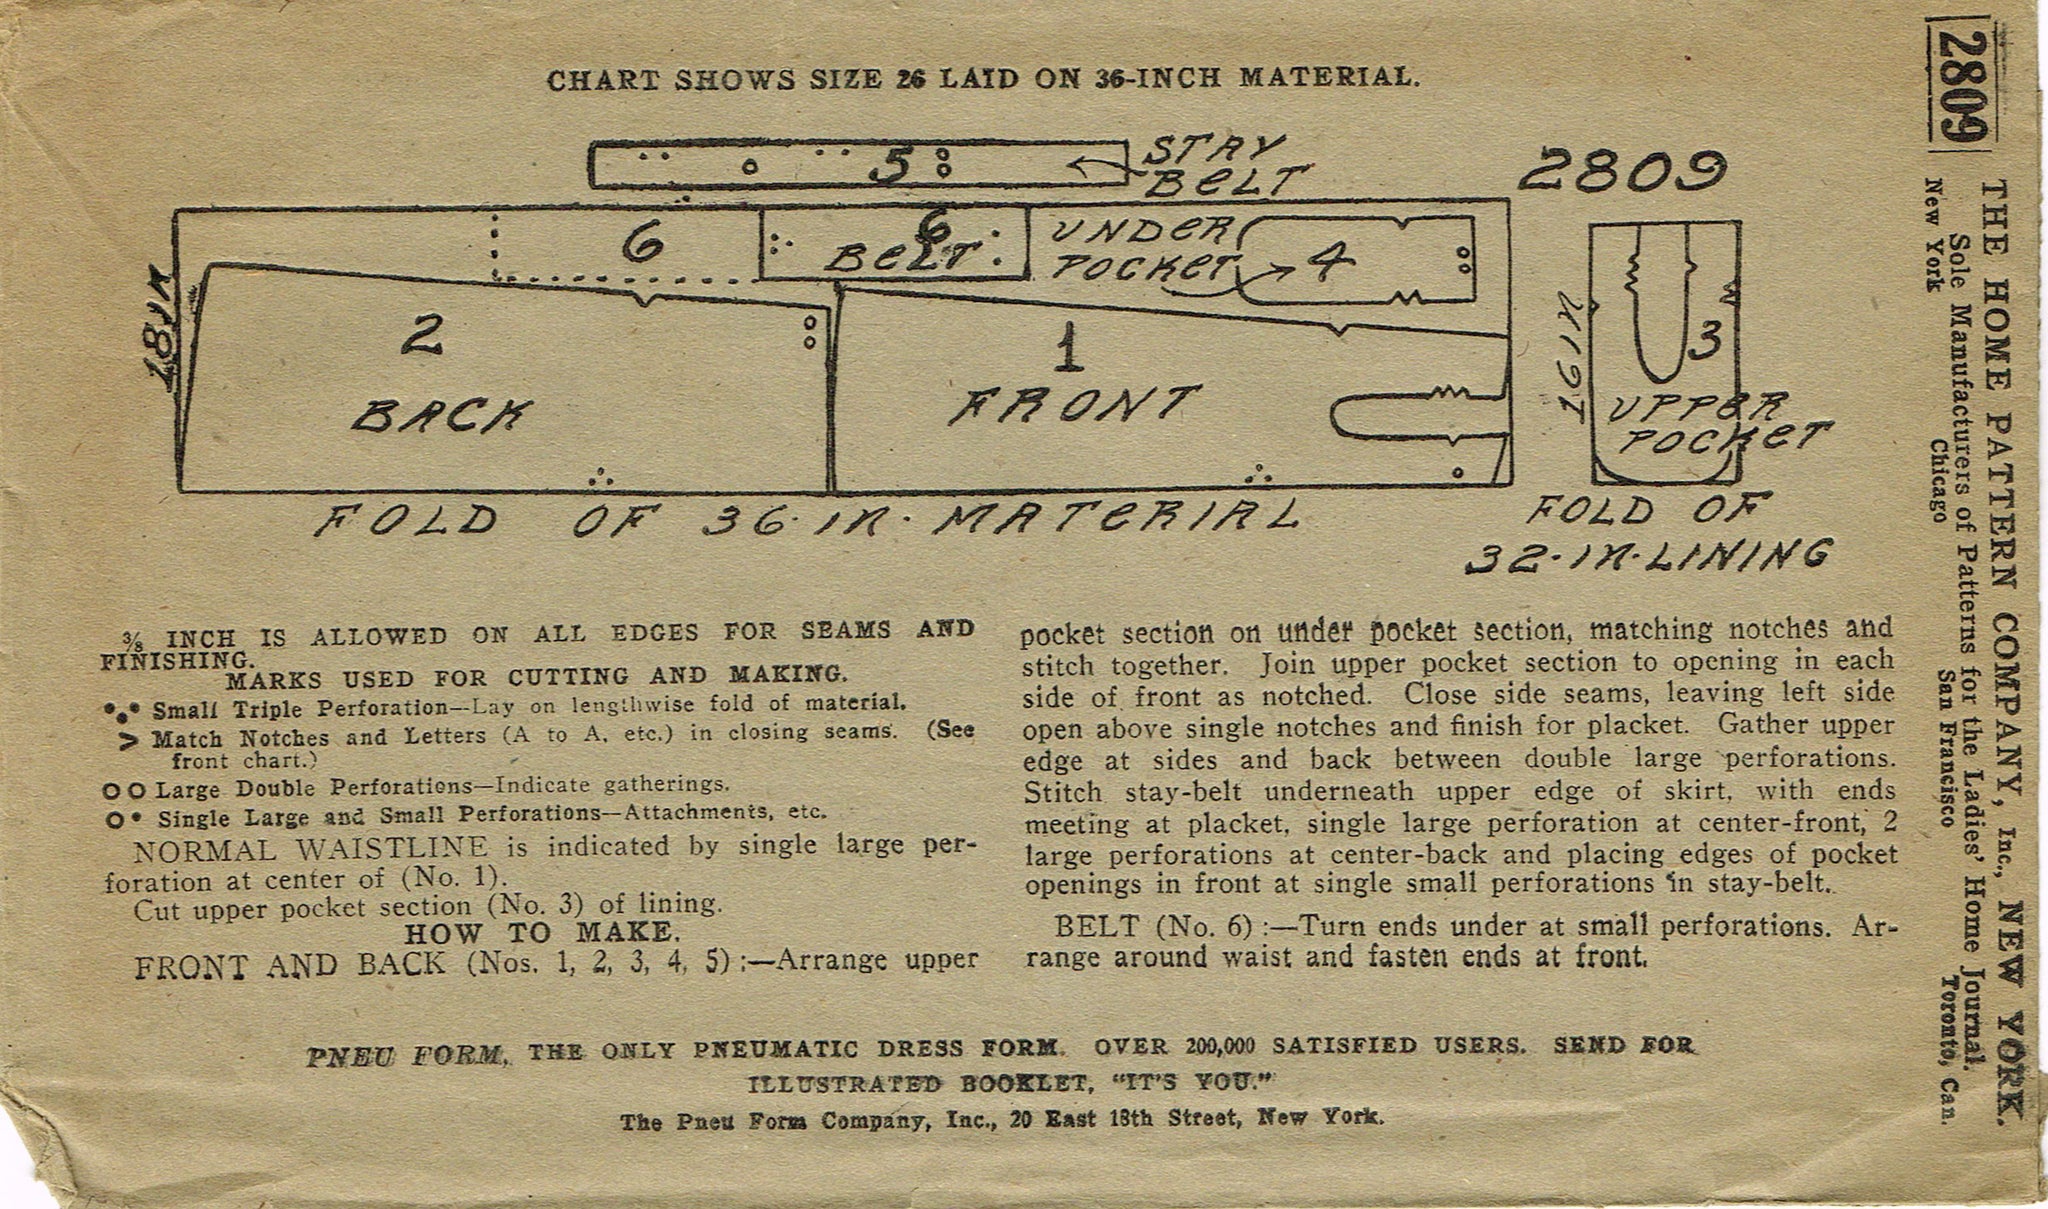 CHART SHOWS SIZE 26 LAID ON 36-INCH MATERIAL.
5
STAY
BELT
2809
6
6
BELT
UNDER
POCKET
4
18IN
2
BACK
1
FRONT
3
UPPER
POCKET
FOLD OF 36-IN-MATERIAL
FOLD OF
32-IN-LINING
⅜ INCH IS ALLOWED ON ALL EDGES FOR SEAMS AND
FINISHING.
MARKS USED FOR CUTTING AND MAKING.
Small Triple Perforation—Lay on lengthwise fold of material.
> Match Notches and Letters (A to A, etc.) in closing seams. (See
front chart.)
OO Large Double Perforations—Indicate gatherings.
O• Single Large and Small Perforations—Attachments, etc.
NORMAL WAISTLINE is indicated by single large per-
foration at center of (No. 1).
Cut upper pocket section (No. 3) of lining.
HOW TO MAKE.
FRONT AND BACK (Nos. 1, 2, 3, 4, 5):—Arrange upper
pocket section on under pocket section, matching notches and
stitch together. Join upper pocket section to opening in each
side of front as notched. Close side seams, leaving left side
open above single notches and finish for placket. Gather upper
edge at sides and back between double large perforations.
Stitch stay-belt underneath upper edge of skirt, with ends
meeting at placket, single large perforation at center-front, 2
large perforations at center-back and placing edges of pocket
openings in front at single small perforations in stay-belt.
BELT (No. 6):—Turn ends under at small perforations. Ar-
range around waist and fasten ends at front.
PNEU FORM, THE ONLY PNEUMATIC DRESS FORM. OVER 200,000 SATISFIED USERS. SEND FOR
ILLUSTRATED BOOKLET, "IT'S YOU."
The Pneu Form Company, Inc., 20 East 18th Street, New York.
2809
THE HOME PATTERN COMPANY, Inc., NEW YORK.
Sole Manufacturers of Patterns for the Ladies' Home Journal.
New York Chicago San Francisco Toronto, Can.